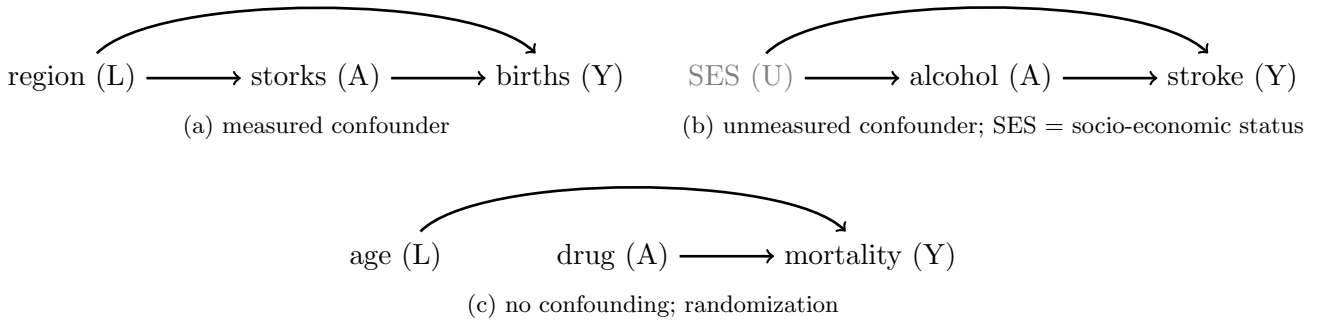 region (L) storks (A) births (Y) SES (U) alcohol (A) stroke (Y)
(a) measured confounder (b) unmeasured confounder; SES = socio-economic status
age (L) drug (A) mortality (Y)
(c) no confounding; randomization